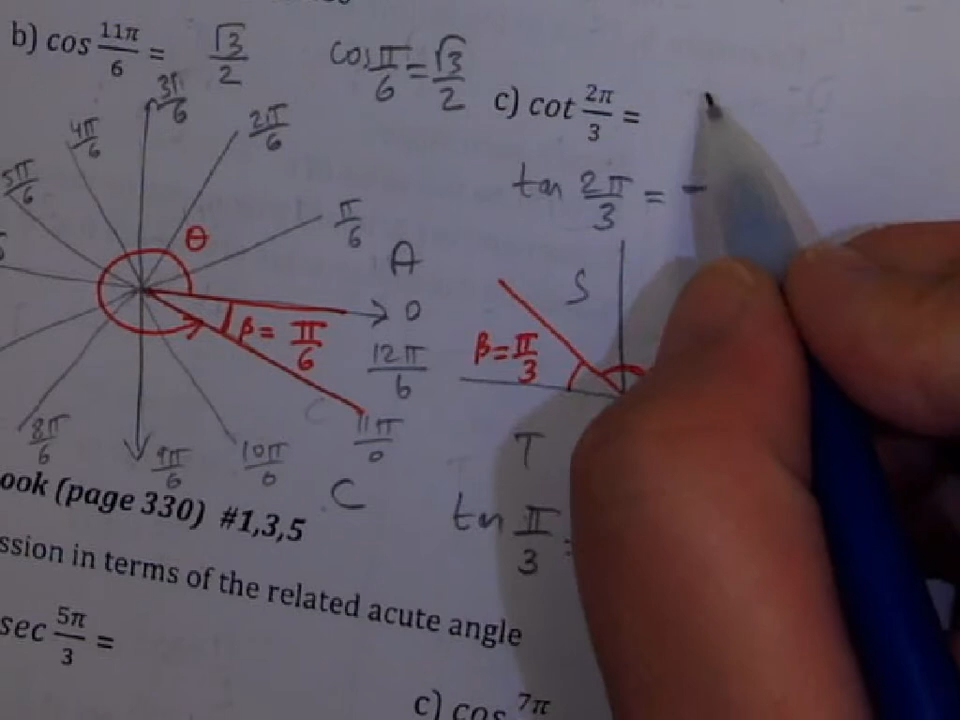 b) cos 11π/6 = √3/2
cos π/6 = √3/2
c) cot 2π/3 =
tan 2π/3 = -
3π/6
2π/6
4π/6
5π/6
π/6
θ
A
0
12π/6
β = π/6
11π/6
8π/6
9π/6
10π/6
C
S
β = π/3
T
tan π/3 =
ook (page 330) #1,3,5
ssion in terms of the related acute angle
sec 5π/3 =
c) cos 7π